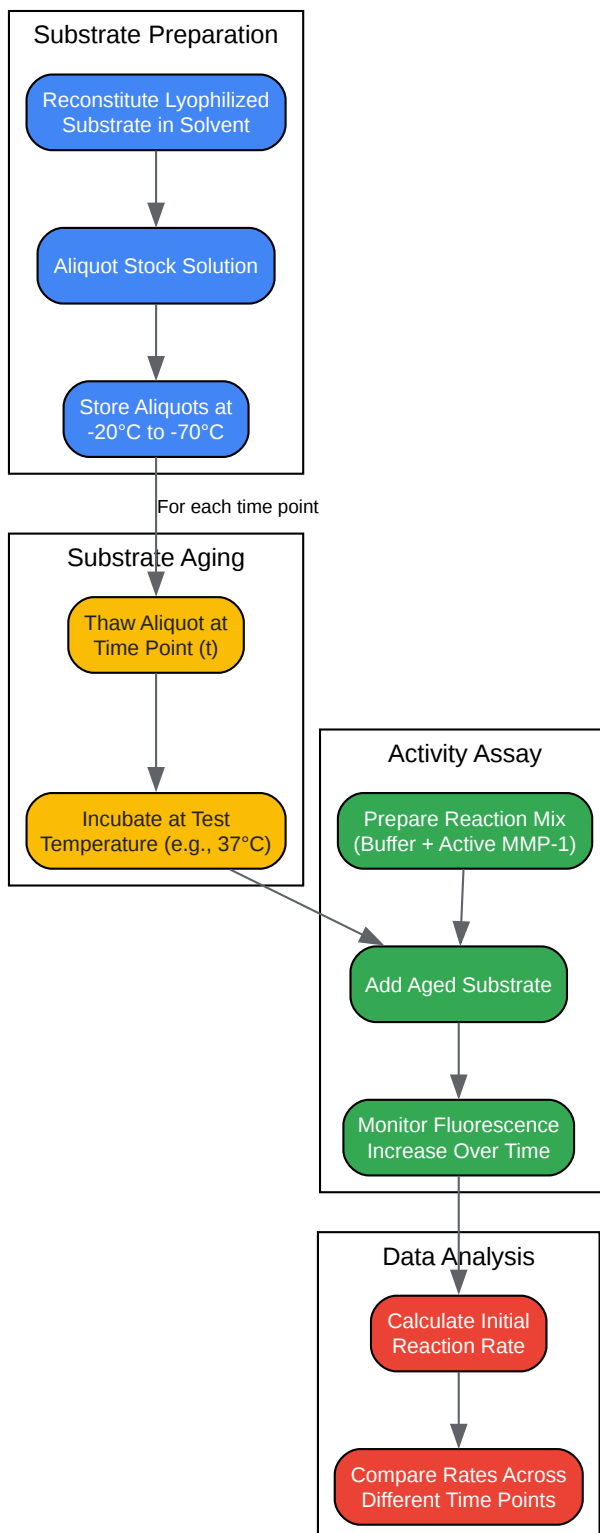 Substrate Preparation
Reconstitute Lyophilized
Substrate in Solvent
Aliquot Stock Solution
Store Aliquots at
-20°C to -70°C
For each time point
Substrate Aging
Thaw Aliquot at
Time Point (t)
Incubate at Test
Temperature (e.g., 37°C)
Activity Assay
Prepare Reaction Mix
(Buffer + Active MMP-1)
Add Aged Substrate
Monitor Fluorescence
Increase Over Time
Data Analysis
Calculate Initial
Reaction Rate
Compare Rates Across
Different Time Points